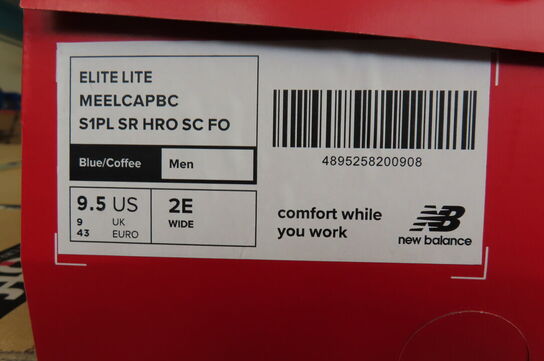 ELITE LITE
MEELCAPBC
S1PL SR HRO SC FO
Blue/Coffee Men
9.5 US 2E
9 UK WIDE
43 EURO
4895258200908
comfort while
you work
NB
new balance